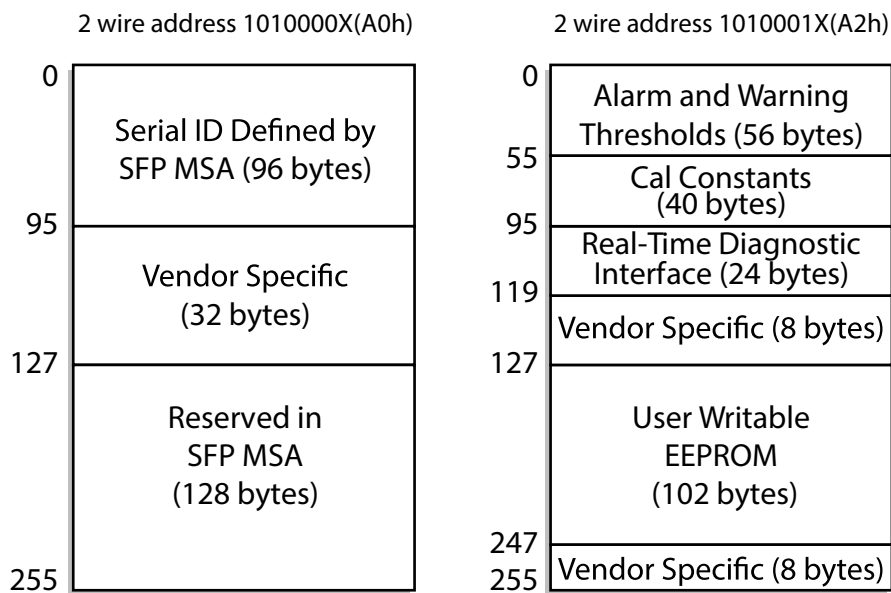 2 wire address 1010000X(A0h)
0
Serial ID Defined by
SFP MSA (96 bytes)
95
Vendor Specific
(32 bytes)
127
Reserved in
SFP MSA
(128 bytes)
255
2 wire address 1010001X(A2h)
0
Alarm and Warning
Thresholds (56 bytes)
55
Cal Constants
(40 bytes)
95
Real-Time Diagnostic
Interface (24 bytes)
119
Vendor Specific (8 bytes)
127
User Writable
EEPROM
(102 bytes)
247
Vendor Specific (8 bytes)
255